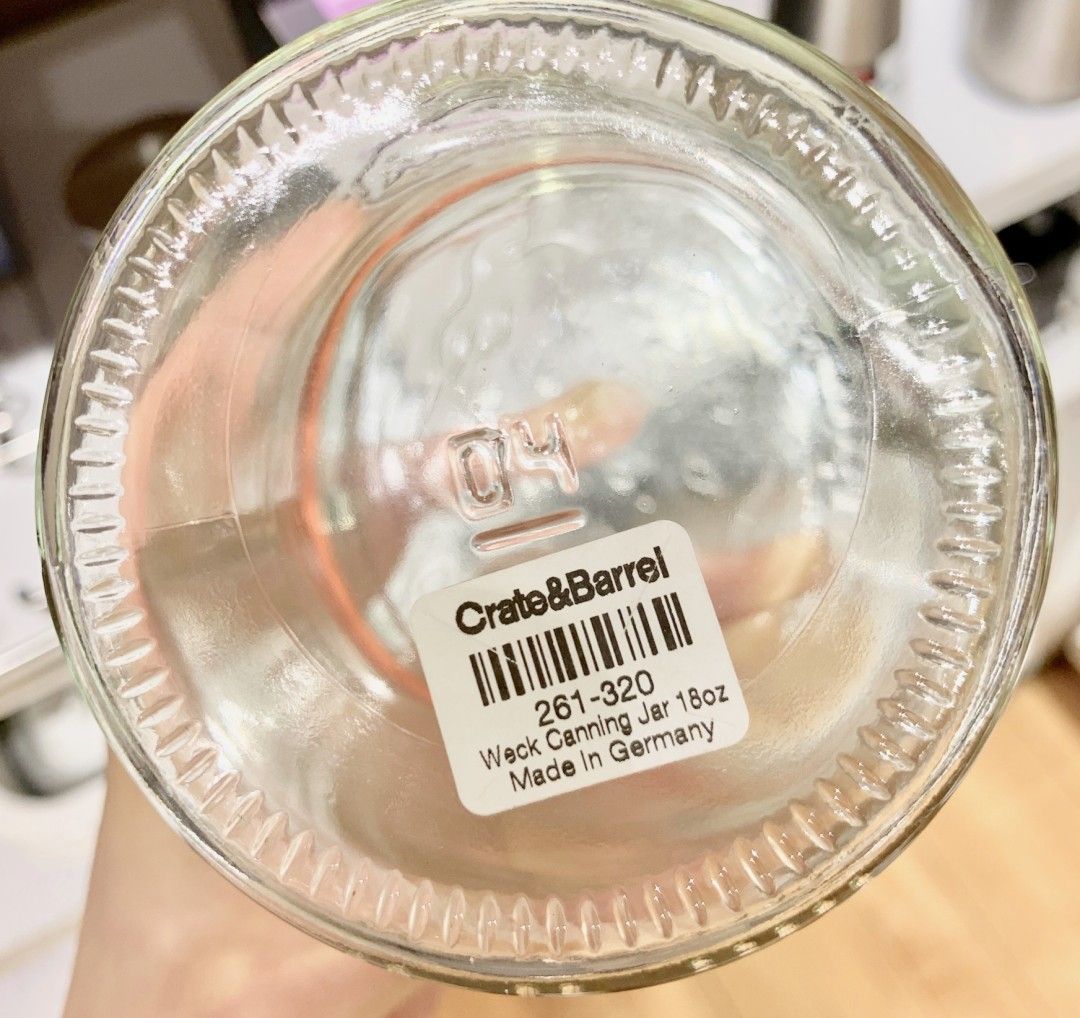 04
Crate&Barrel
261-320
Weck Canning Jar 18oz
Made In Germany